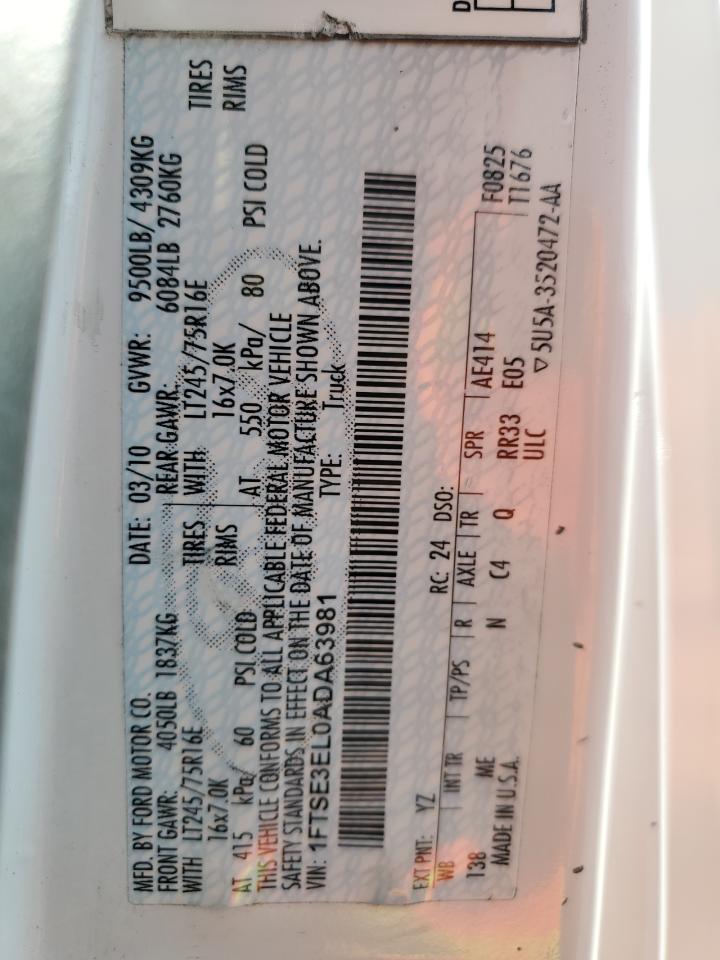 MFD. BY FORD MOTOR CO. DATE: 03/10 GVWR: 9500LB/ 4309KG
FRONT GAWR: 4050LB 1837KG REAR GAWR: 6084LB 2760KG
WITH LT245/75R16E TIRES WITH LT245/75R16E TIRES
16x7.0K RIMS 16x7.0K RIMS
AT 415 kPa/ 60 PSI COLD AT 550 kPa/ 80 PSI COLD
THIS VEHICLE CONFORMS TO ALL APPLICABLE FEDERAL MOTOR VEHICLE
SAFETY STANDARDS IN EFFECT ON THE DATE OF MANUFACTURE SHOWN ABOVE.
VIN: 1FTSE3EL0ADA63981 TYPE: Truck
EXT PNT: YZ RC: 24 DSO:
WB INT TR TP/PS R AXLE TR SPR AE414 F0825
138 ME N C4 Q RR33 E05 T1676
MADE IN U.S.A. ULC
▽ 5U5A-3520472-AA